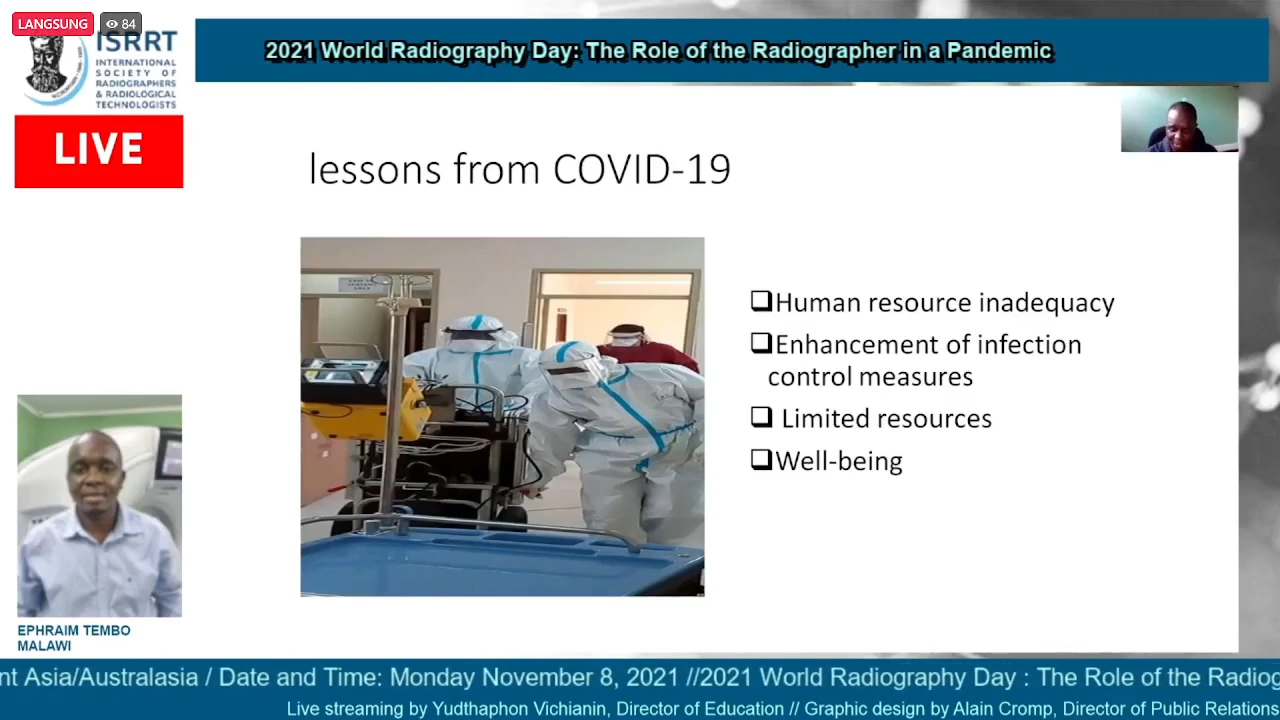 LANGSUNG 84
ISRRT
INTERNATIONAL
SOCIETY OF
RADIOGRAPHERS
& RADIOLOGICAL
TECHNOLOGISTS
2021 World Radiography Day: The Role of the Radiographer in a Pandemic
LIVE
lessons from COVID-19
Human resource inadequacy
Enhancement of infection
control measures
Limited resources
Well-being
EPHRAIM TEMBO
MALAWI
nt Asia/Australasia / Date and Time: Monday November 8, 2021 //2021 World Radiography Day : The Role of the Radiog
Live streaming by Yudthaphon Vichianin, Director of Education // Graphic design by Alain Cromp, Director of Public Relations